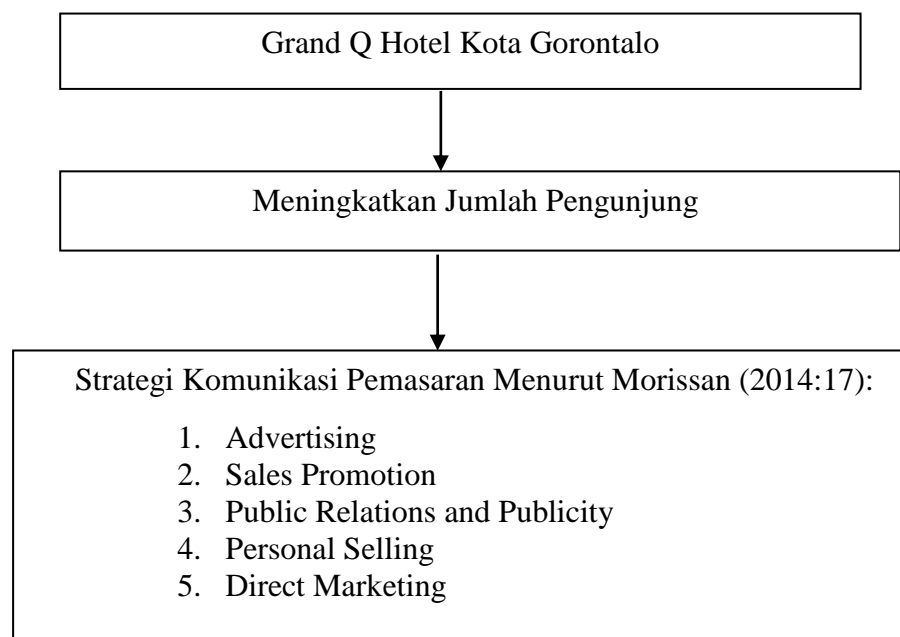 Grand Q Hotel Kota Gorontalo
Meningkatkan Jumlah Pengunjung
Strategi Komunikasi Pemasaran Menurut Morissan (2014:17):
1. Advertising
2. Sales Promotion
3. Public Relations and Publicity
4. Personal Selling
5. Direct Marketing